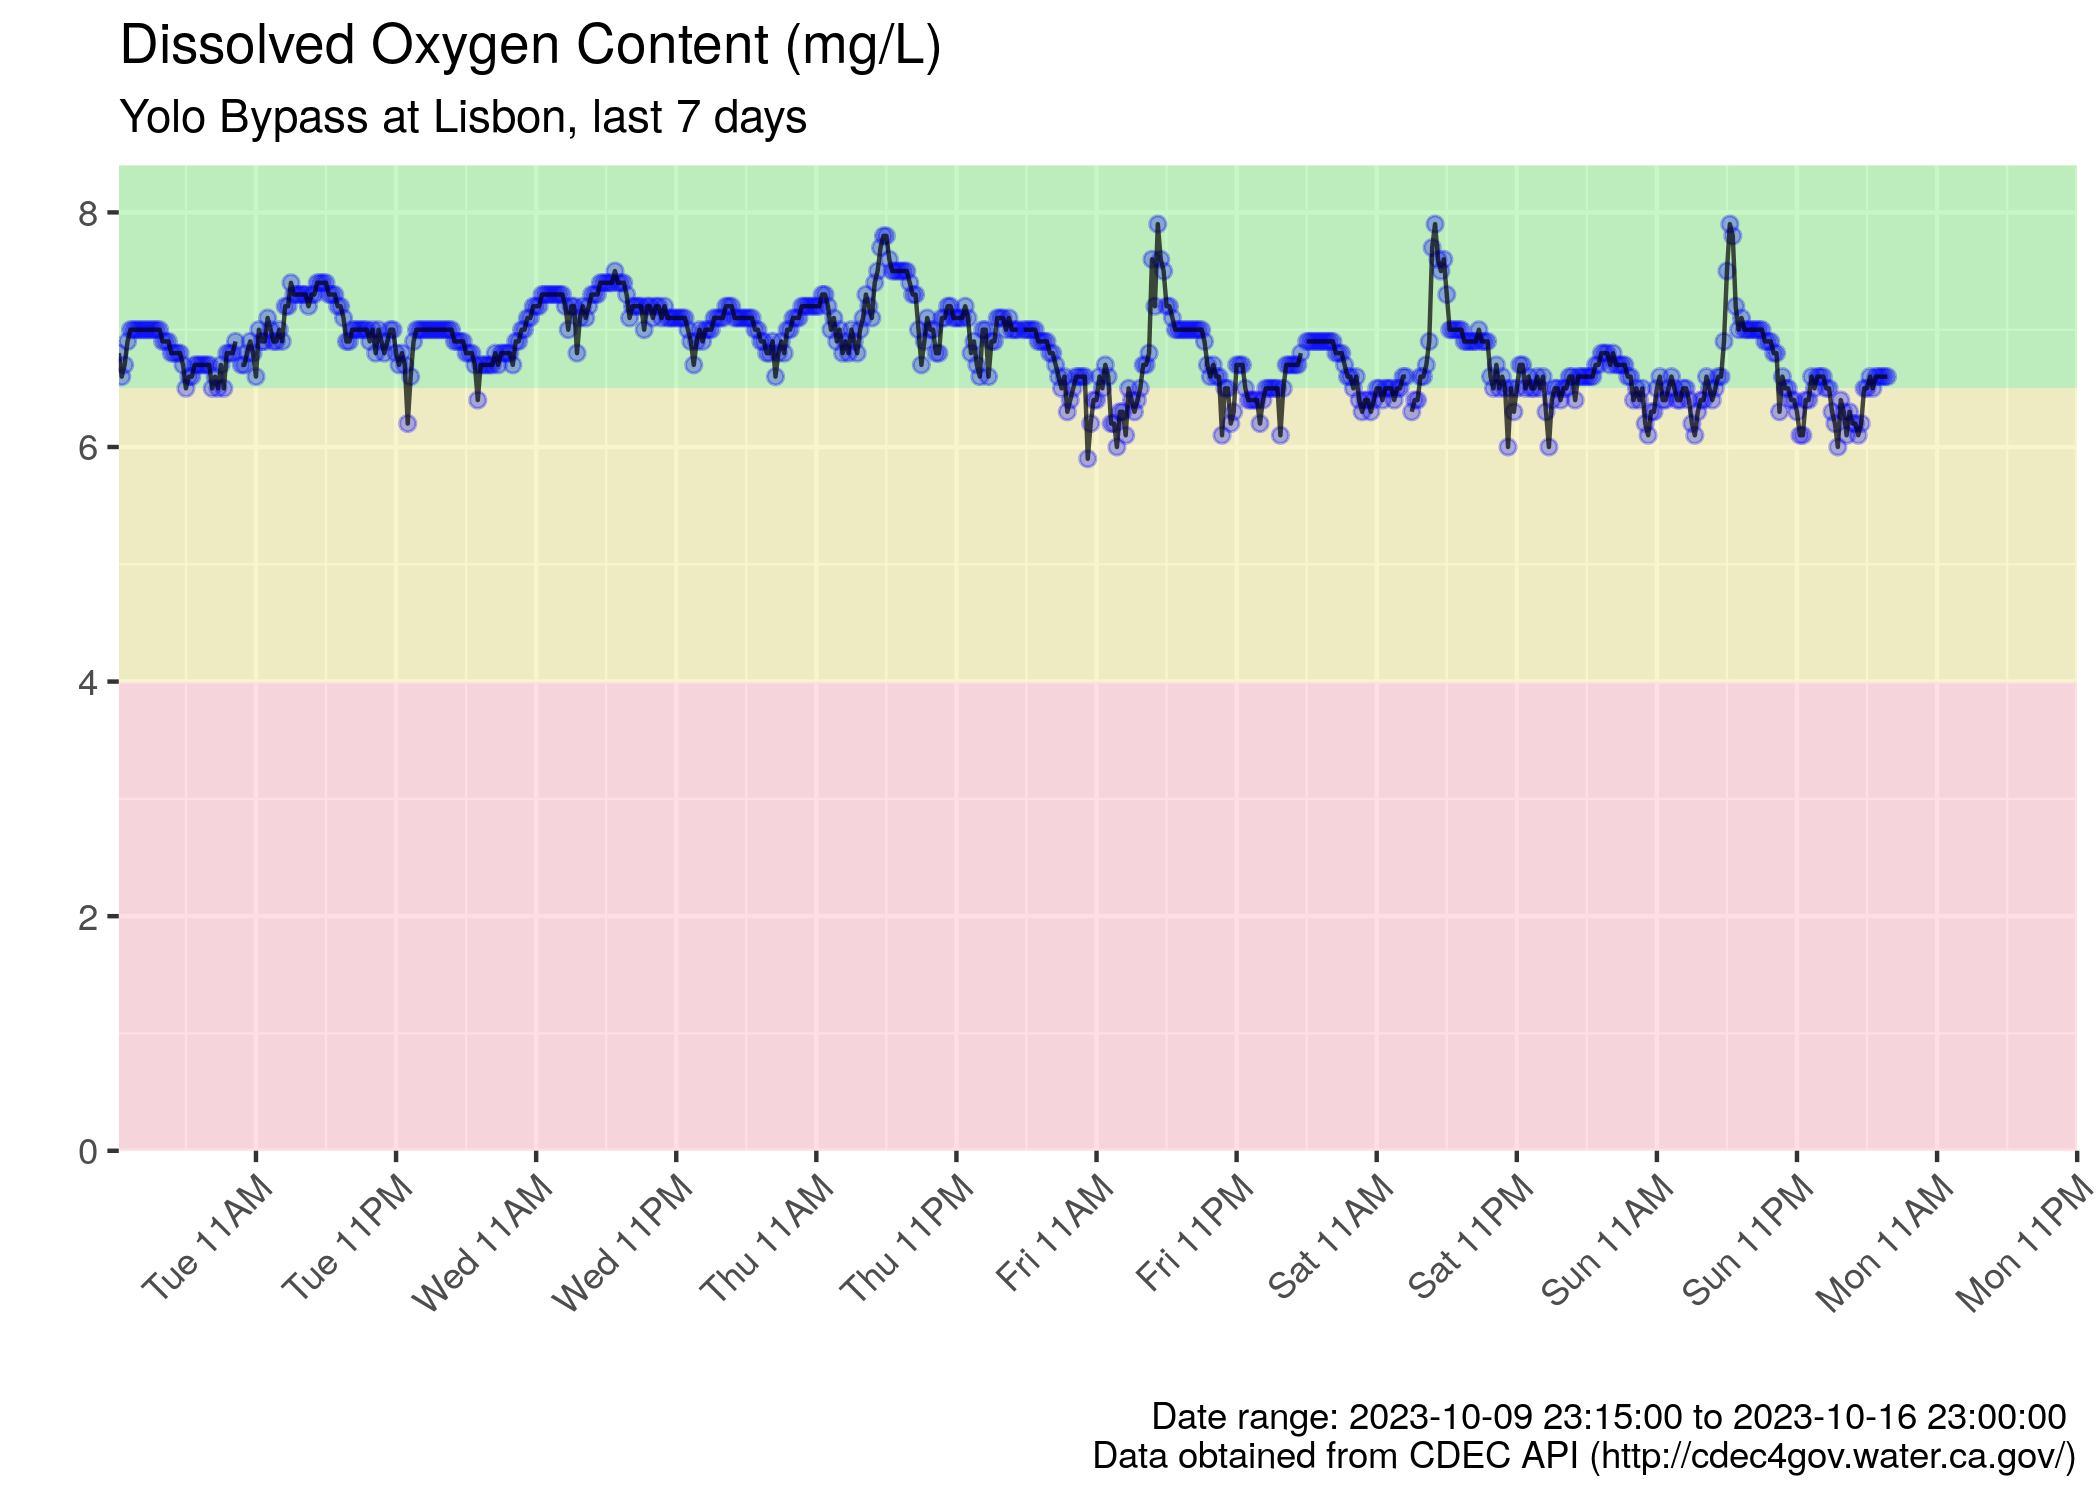 Dissolved Oxygen Content (mg/L)
Yolo Bypass at Lisbon, last 7 days
8
6
4
2
0
Tue 11AM
Tue 11PM
Wed 11AM
Wed 11PM
Thu 11AM
Thu 11PM
Fri 11AM
Fri 11PM
Sat 11AM
Sat 11PM
Sun 11AM
Sun 11PM
Mon 11AM
Mon 11PM
Date range: 2023-10-09 23:15:00 to 2023-10-16 23:00:00
Data obtained from CDEC API (http://cdec4gov.water.ca.gov/)